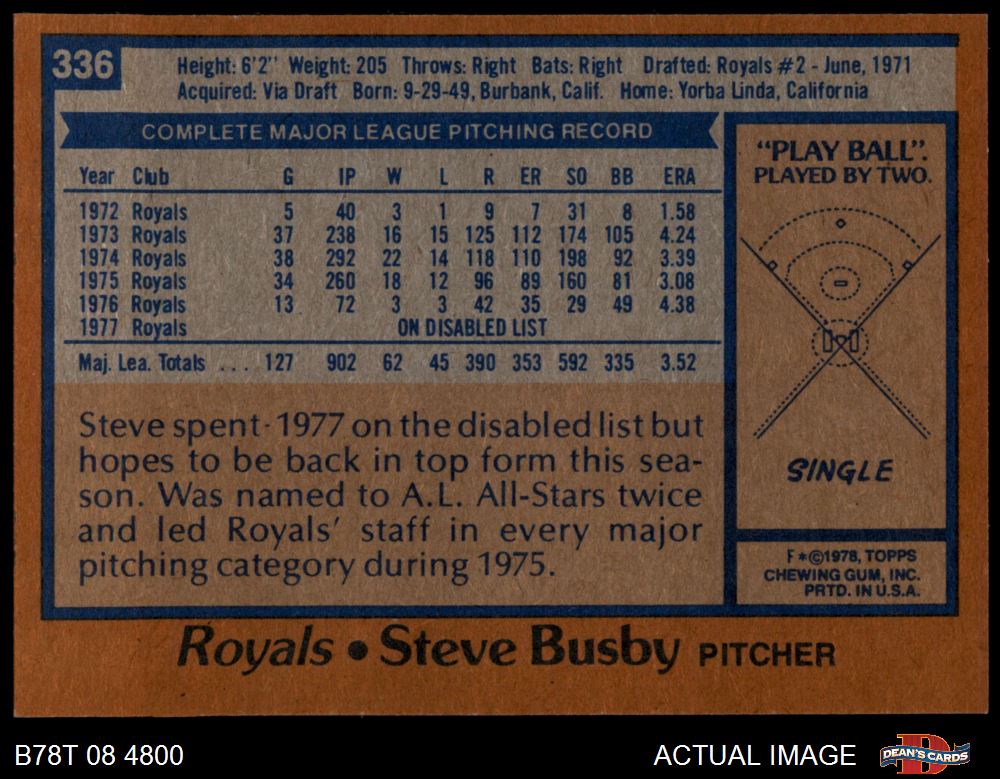 336
Height: 6'2" Weight: 205 Throws: Right Bats: Right Drafted: Royals #2 - June, 1971
Acquired: Via Draft Born: 9-29-49, Burbank, Calif. Home: Yorba Linda, California
COMPLETE MAJOR LEAGUE PITCHING RECORD
Year Club G IP W L R ER SO BB ERA
1972 Royals 5 40 3 1 9 7 31 8 1.58
1973 Royals 37 238 16 15 125 112 174 105 4.24
1974 Royals 38 292 22 14 118 110 198 92 3.39
1975 Royals 34 260 18 12 96 89 160 81 3.08
1976 Royals 13 72 3 3 42 35 29 49 4.38
1977 Royals ON DISABLED LIST
Maj. Lea. Totals ... 127 902 62 45 390 353 592 335 3.52
Steve spent 1977 on the disabled list but
hopes to be back in top form this sea-
son. Was named to A.L. All-Stars twice
and led Royals' staff in every major
pitching category during 1975.
"PLAY BALL".
PLAYED BY TWO.
SINGLE
F*©1978, TOPPS
CHEWING GUM, INC.
PRTD. IN U.S.A.
Royals • Steve Busby PITCHER
B78T 08 4800
ACTUAL IMAGE
DEAN'S CARDS